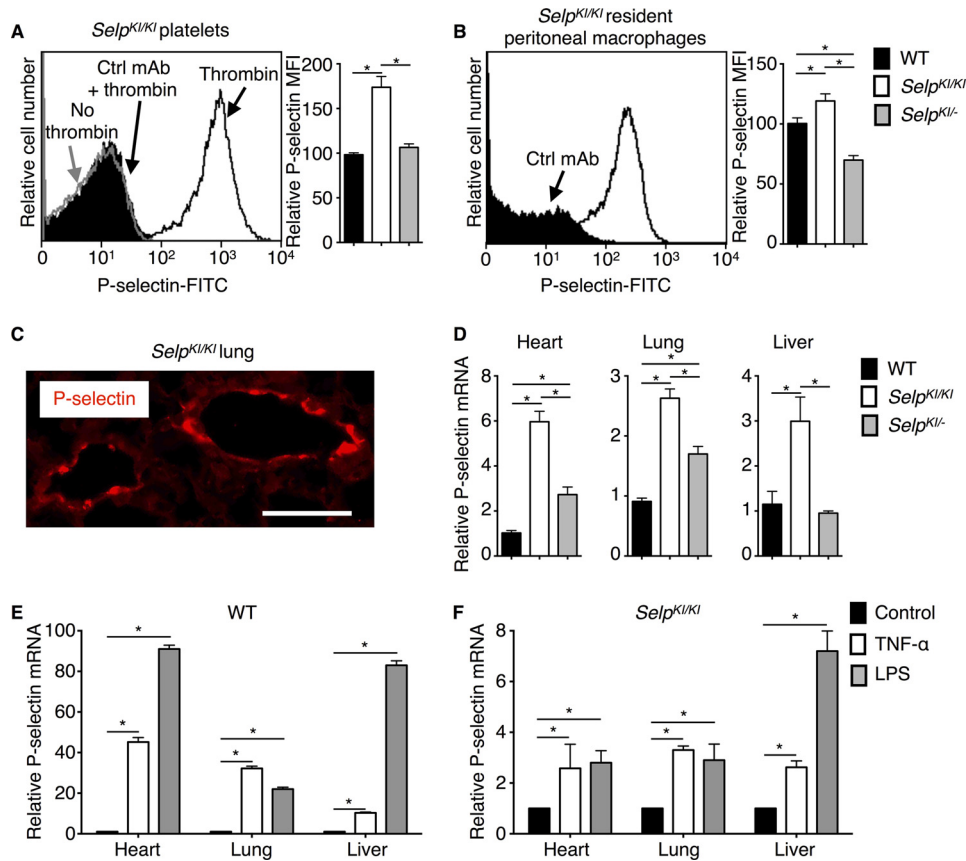 A
Selp^KI/KI platelets
Relative cell number
No
thrombin
Ctrl mAb
+ thrombin
Thrombin
0 10^1 10^2 10^3 10^4
P-selectin-FITC
Relative P-selectin MFI
200
150
100
50
0
* *
B
Selp^KI/KI resident
peritoneal macrophages
Relative cell number
Ctrl mAb
0 10^1 10^2 10^3 10^4
P-selectin-FITC
Relative P-selectin MFI
150
100
50
0
*
* *
WT
Selp^KI/KI
Selp^KI/-
C
Selp^KI/KI lung
P-selectin
D
Relative P-selectin mRNA
Heart
8
6
4
2
0
*
* *
Lung
3
2
1
0
*
* *
Liver
4
3
2
1
0
* *
WT
Selp^KI/KI
Selp^KI/-
E
WT
Relative P-selectin mRNA
100
80
60
40
20
0
*
*
*
*
*
*
Heart Lung Liver
F
Selp^KI/KI
Relative P-selectin mRNA
8
6
4
2
0
*
*
*
*
*
*
Heart Lung Liver
Control
TNF-α
LPS